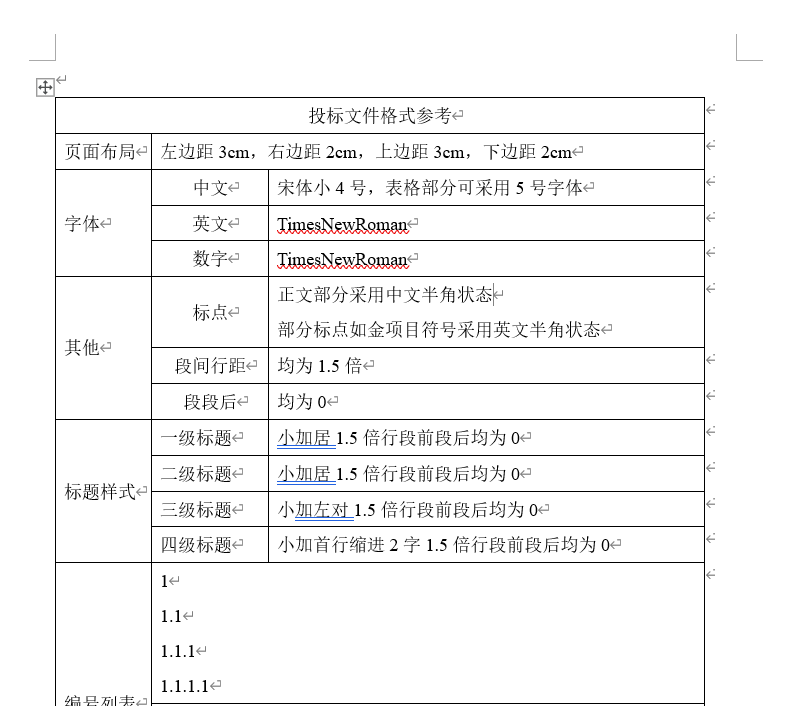 投标文件格式参考
页面布局 左边距 3cm，右边距 2cm，上边距 3cm，下边距 2cm
字体
中文 宋体小 4 号，表格部分可采用 5 号字体
英文 TimesNewRoman
数字 TimesNewRoman
其他
标点 正文部分采用中文半角状态
部分标点如金项目符号采用英文半角状态
段间行距 均为 1.5 倍
段段后 均为 0
标题样式
一级标题 小加居 1.5 倍行段前段后均为 0
二级标题 小加居 1.5 倍行段前段后均为 0
三级标题 小加左对 1.5 倍行段前段后均为 0
四级标题 小加首行缩进 2 字 1.5 倍行段前段后均为 0
编号列表
1
1.1
1.1.1
1.1.1.1